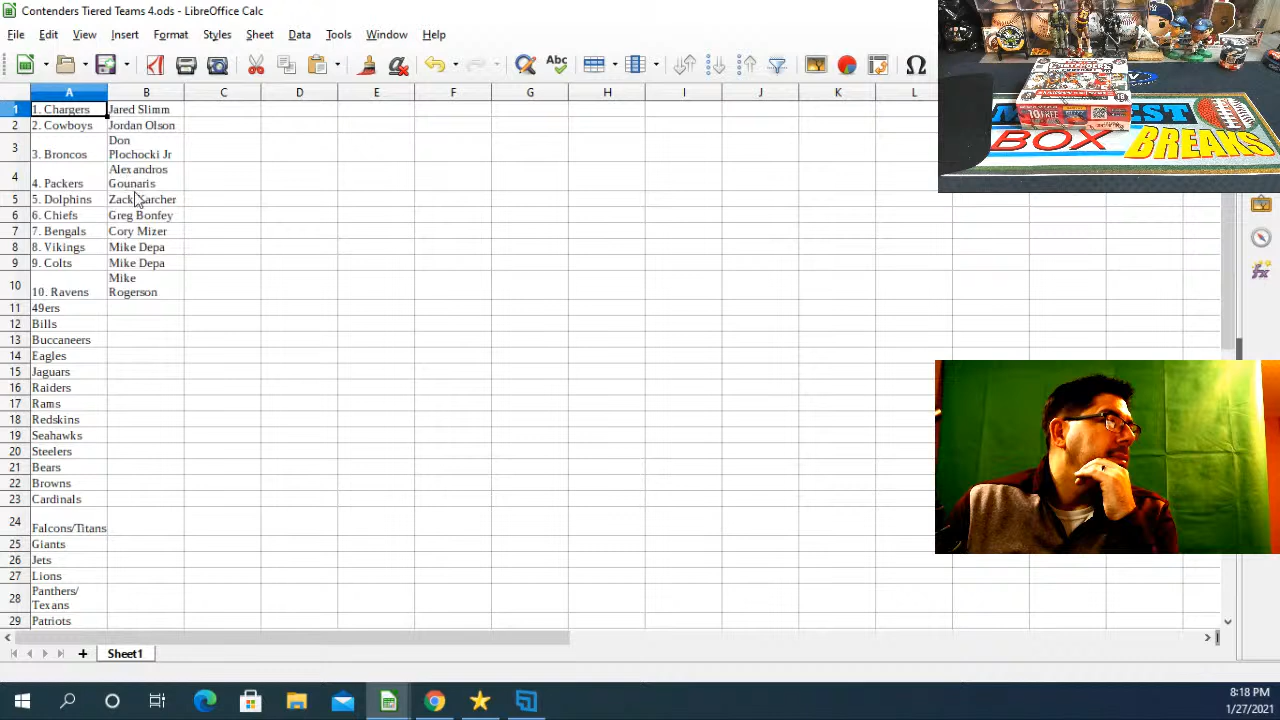 Contenders Tiered Teams 4.ods - LibreOffice Calc
File Edit View Insert Format Styles Sheet Data Tools Window Help
A B C D E F G H I J K L
1 1. Chargers Jared Slimm
2 2. Cowboys Jordan Olson
3 3. Broncos Don
Plochocki Jr
4 4. Packers Alexandros
Gounaris
5 5. Dolphins Zack
6 6. Chiefs Greg Bonfey
7 7. Bengals Cory Mizer
8 8. Vikings Mike Depa
9 9. Colts Mike Depa
10 10. Ravens Mike
Rogerson
11 49ers
12 Bills
13 Buccaneers
14 Eagles
15 Jaguars
16 Raiders
17 Rams
18 Redskins
19 Seahawks
20 Steelers
21 Bears
22 Browns
23 Cardinals
24 Falcons/Titans
25 Giants
26 Jets
27 Lions
28 Panthers/
Texans
29 Patriots
Sheet1
BOX BREAKS
8:18 PM
1/27/2021